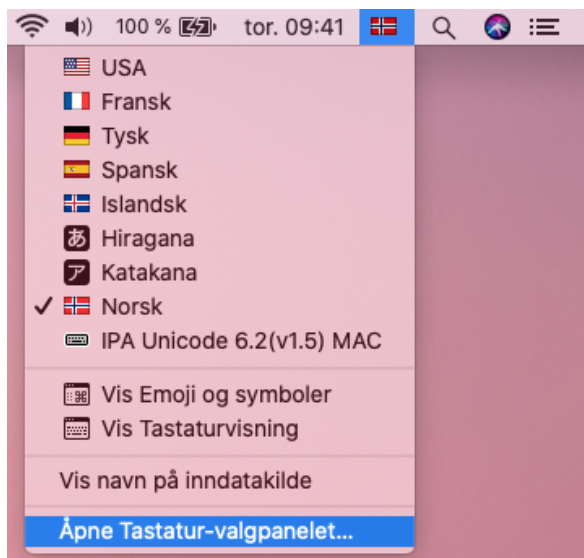 100 % tor. 09:41
USA
Fransk
Tysk
Spansk
Islandsk
あ Hiragana
ア Katakana
✓ Norsk
IPA Unicode 6.2(v1.5) MAC
Vis Emoji og symboler
Vis Tastaturvisning
Vis navn på inndatakilde
Åpne Tastatur-valgpanelet...